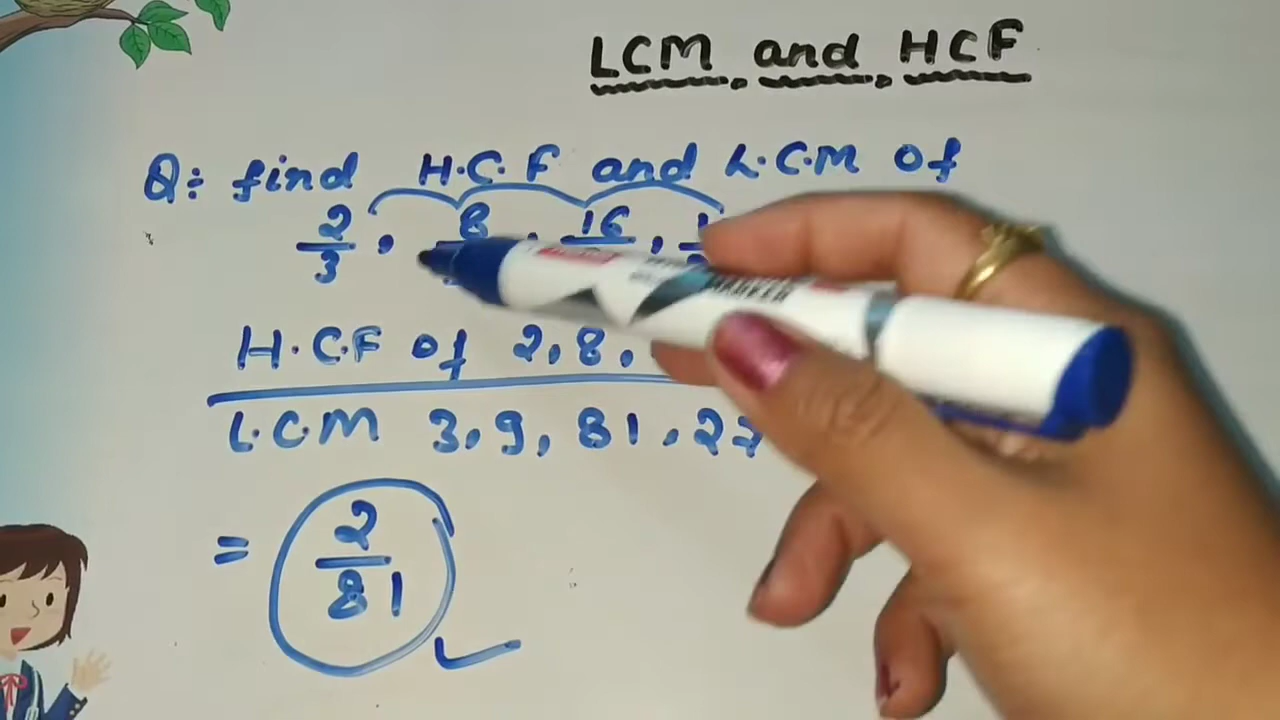 LCM and HCF
Q: find H.C.F and L.C.M Of
2/3, 8, 16,
H.C.F of 2,8,
L.C.M 3,9,81,27
= 2/81